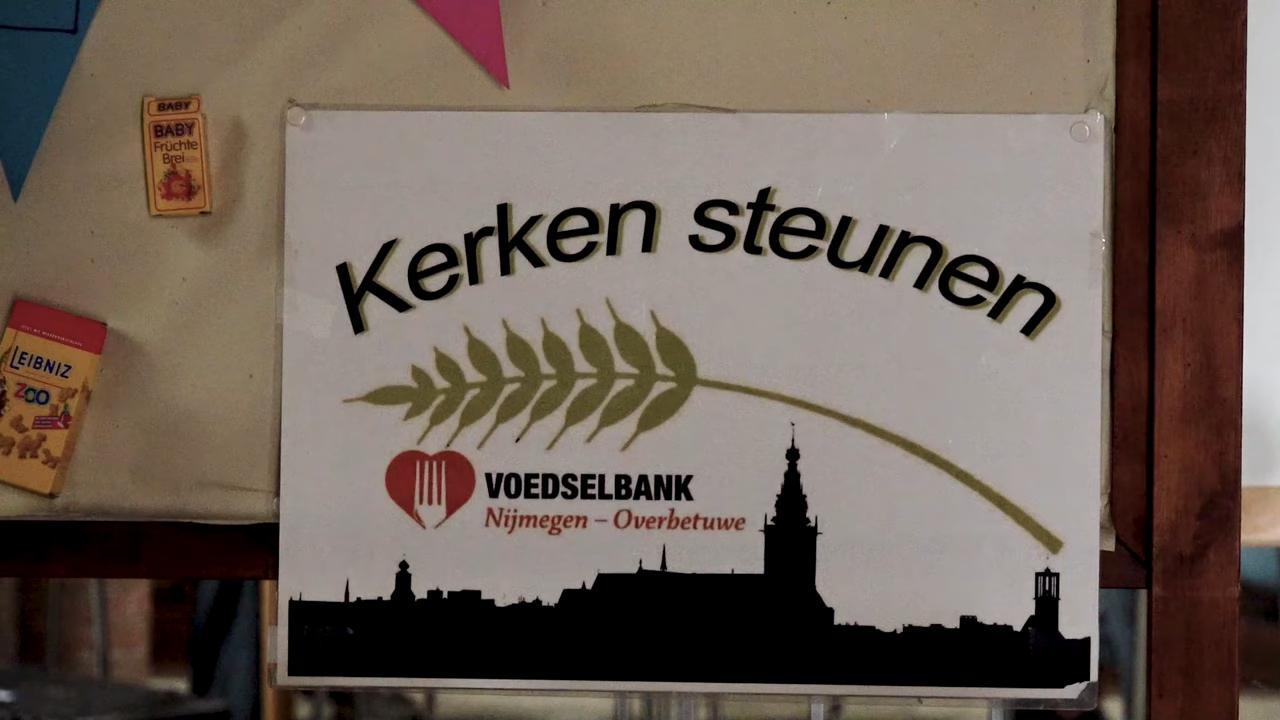 BABY
BABY
Früchte
Brei
LEIBNIZ
ZOO
Kerken steunen
VOEDSELBANK
Nijmegen – Overbetuwe